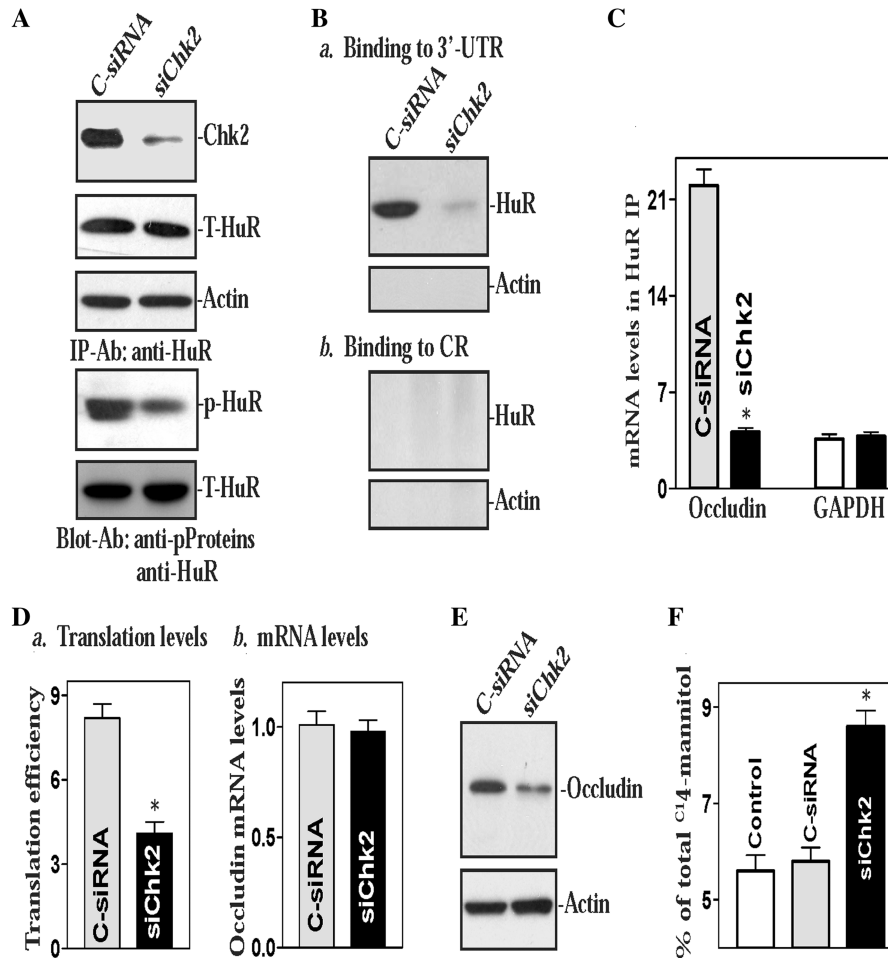 A
C-siRNA
siChk2
-Chk2
-T-HuR
-Actin
IP-Ab: anti-HuR
-p-HuR
-T-HuR
Blot-Ab: anti-pProteins
anti-HuR
B
a. Binding to 3'-UTR
C-siRNA
siChk2
-HuR
-Actin
b. Binding to CR
-HuR
-Actin
C
mRNA levels in HuR IP
21
14
7
0
C-siRNA
* siChk2
Occludin
GAPDH
D
a. Translation levels
Translation efficiency
9
6
3
0
C-siRNA
*
siChk2
b. mRNA levels
Occludin mRNA levels
1.0
0.5
0.0
C-siRNA
siChk2
E
C-siRNA
siChk2
-Occludin
-Actin
F
% of total C14-mannitol
9
7
5
Control
C-siRNA
*
siChk2